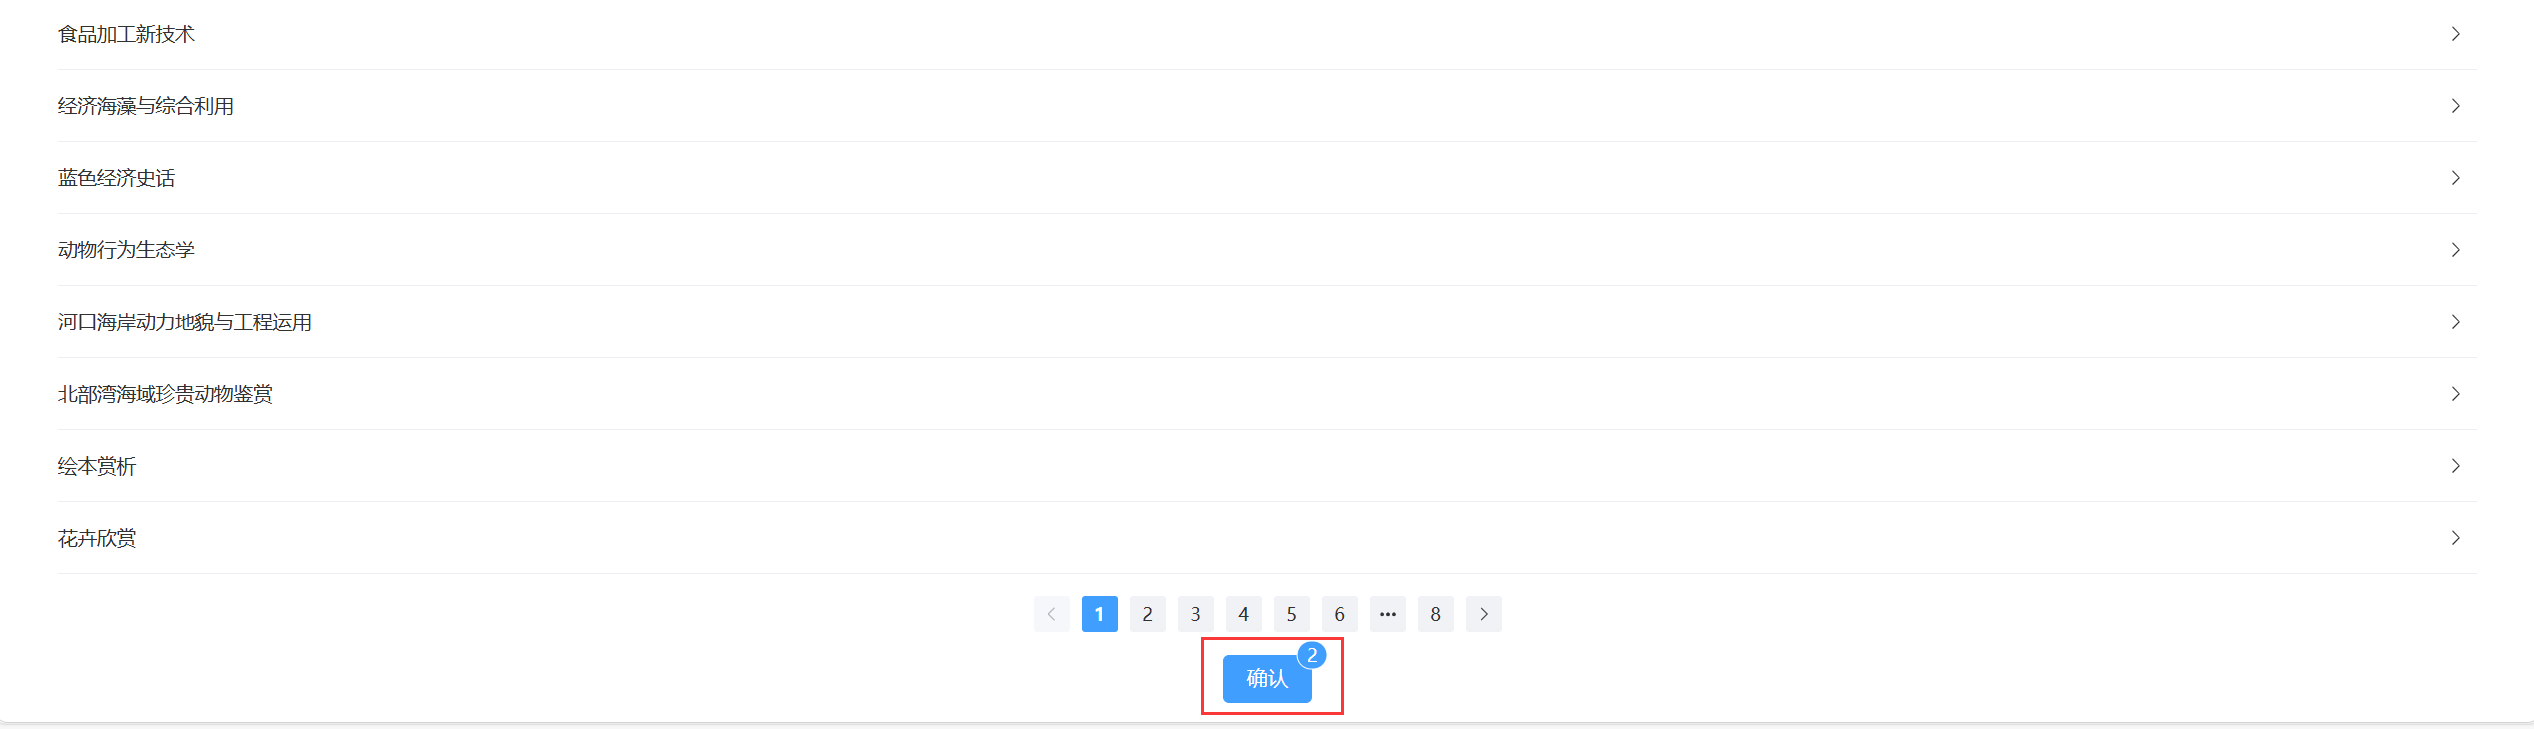 食品加工新技术
经济海藻与综合利用
蓝色经济史话
动物行为生态学
河口海岸动力地貌与工程运用
北部湾海域珍贵动物鉴赏
绘本赏析
花卉欣赏
1 2 3 4 5 6 ••• 8
2
确认